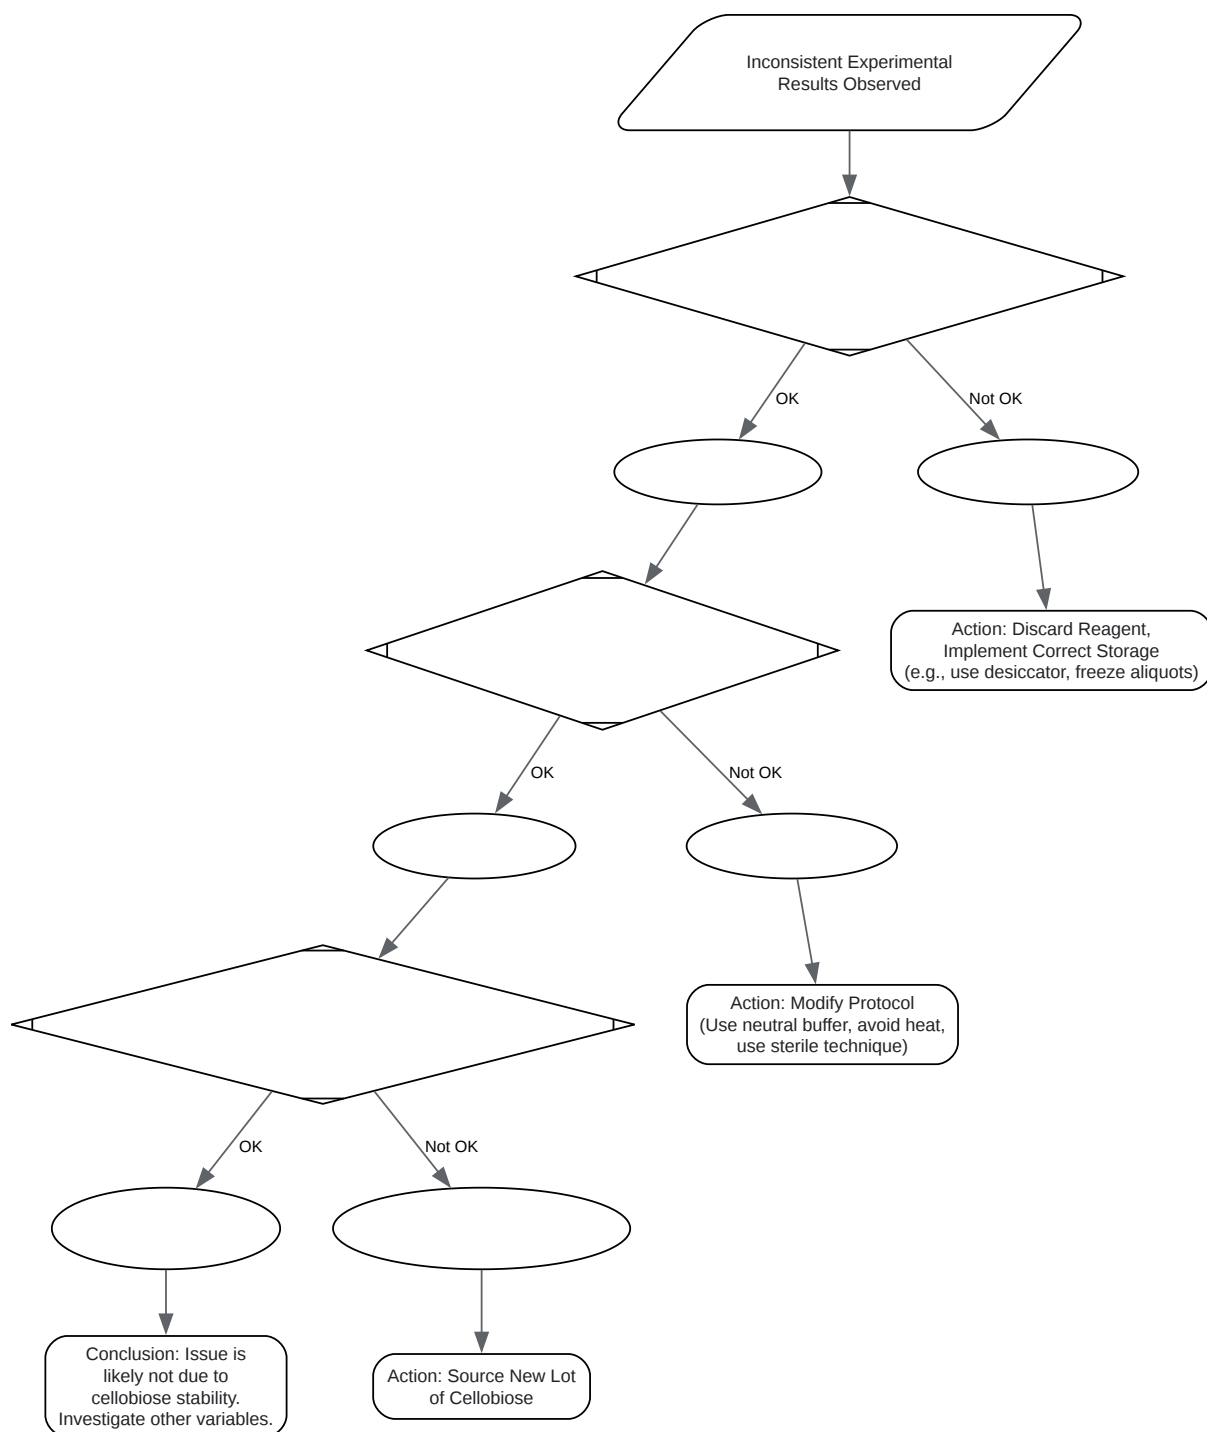 Inconsistent Experimental
Results Observed
OK
Not OK
Action: Discard Reagent,
Implement Correct Storage
(e.g., use desiccator, freeze aliquots)
OK
Not OK
Action: Modify Protocol
(Use neutral buffer, avoid heat,
use sterile technique)
OK
Not OK
Conclusion: Issue is
likely not due to
cellobiose stability.
Investigate other variables.
Action: Source New Lot
of Cellobiose